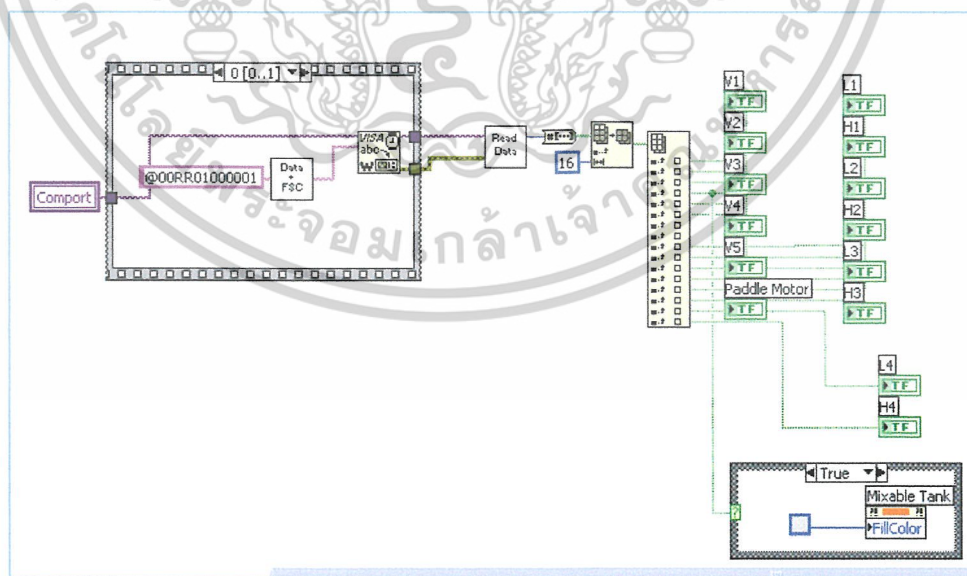 0 [0..1]
Comport
@00RR01000001
Data
+
FSC
VISA
abc
W
Read
Data
#[...]
16
V1
TF
V2
TF
V3
TF
V4
TF
V5
TF
Paddle Motor
TF
L1
TF
H1
TF
L2
TF
H2
TF
L3
TF
H3
TF
L4
TF
H4
TF
True
?
Mixable Tank
FillColor